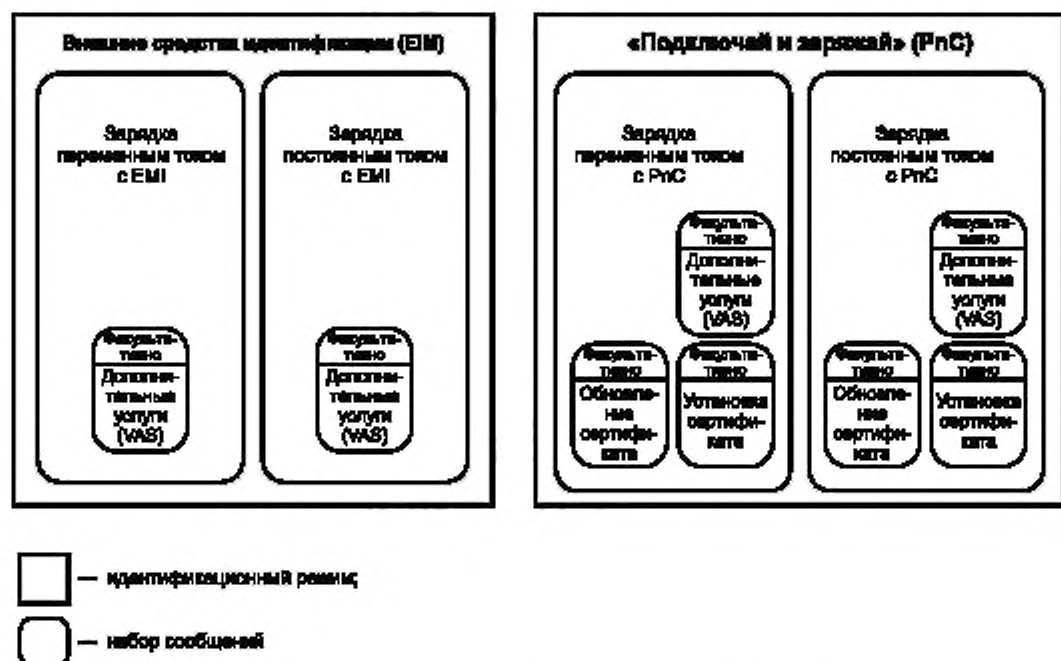 Внешние средства идентификации (EIM)
Зарядка
переменным током
с EMI
Факульта-
тивно
Дополни-
тельные
услуги
(VAS)
Зарядка
постоянным током
с EMI
Факульта-
тивно
Дополни-
тельные
услуги
(VAS)
«Подключай и заряжай» (PnC)
Зарядка
переменным током
с PnC
Факульта-
тивно
Дополни-
тельные
услуги
(VAS)
Факульта-
тивно
Обновле-
ние
сертифи-
ката
Факульта-
тивно
Установка
сертифи-
ката
Зарядка
постоянным током
с PnC
Факульта-
тивно
Дополни-
тельные
услуги
(VAS)
Факульта-
тивно
Обновле-
ние
сертифи-
ката
Факульта-
тивно
Установка
сертифи-
ката
— идентификационный режим;
— набор сообщений